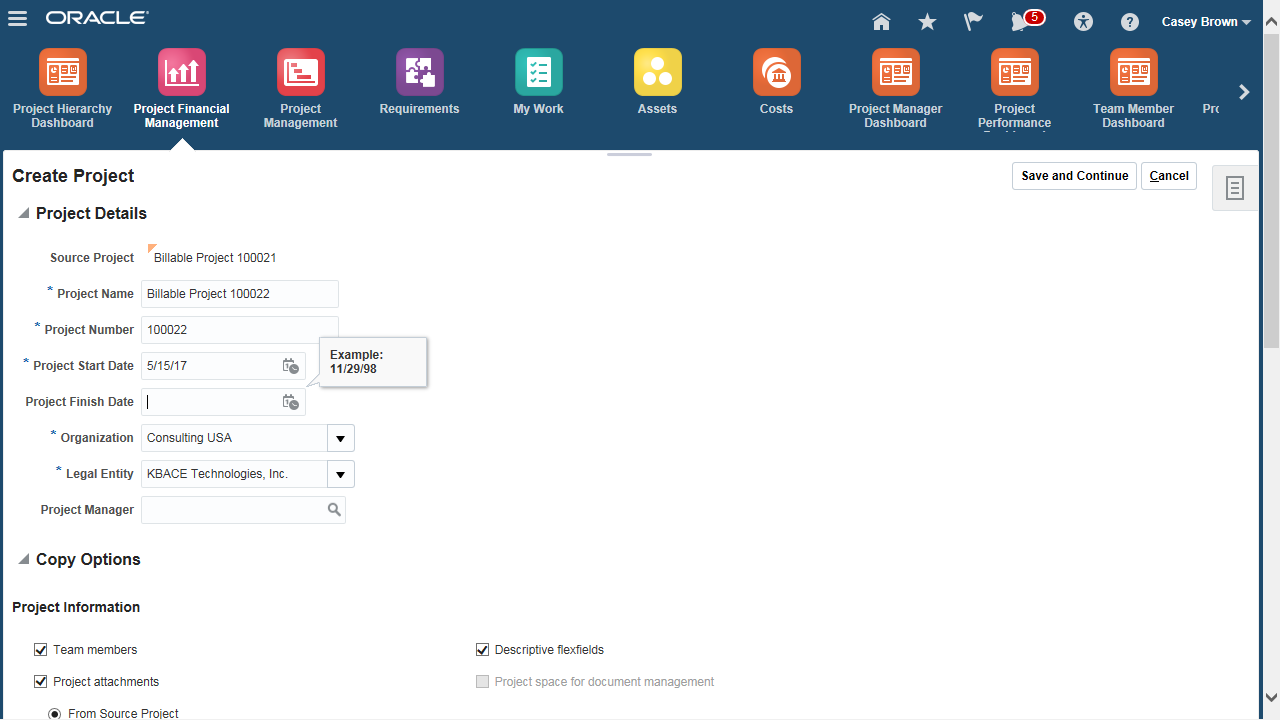 ORACLE
5
Casey Brown
Project Hierarchy
Dashboard
Project Financial
Management
Project
Management
Requirements
My Work
Assets
Costs
Project Manager
Dashboard
Project
Performance
Team Member
Dashboard
Pro
Create Project
Save and Continue
Cancel
Project Details
Source Project
Billable Project 100021
* Project Name
Billable Project 100022
* Project Number
100022
* Project Start Date
5/15/17
Example:
11/29/98
Project Finish Date
* Organization
Consulting USA
* Legal Entity
KBACE Technologies, Inc.
Project Manager
Copy Options
Project Information
Team members
Descriptive flexfields
Project attachments
Project space for document management
From Source Project